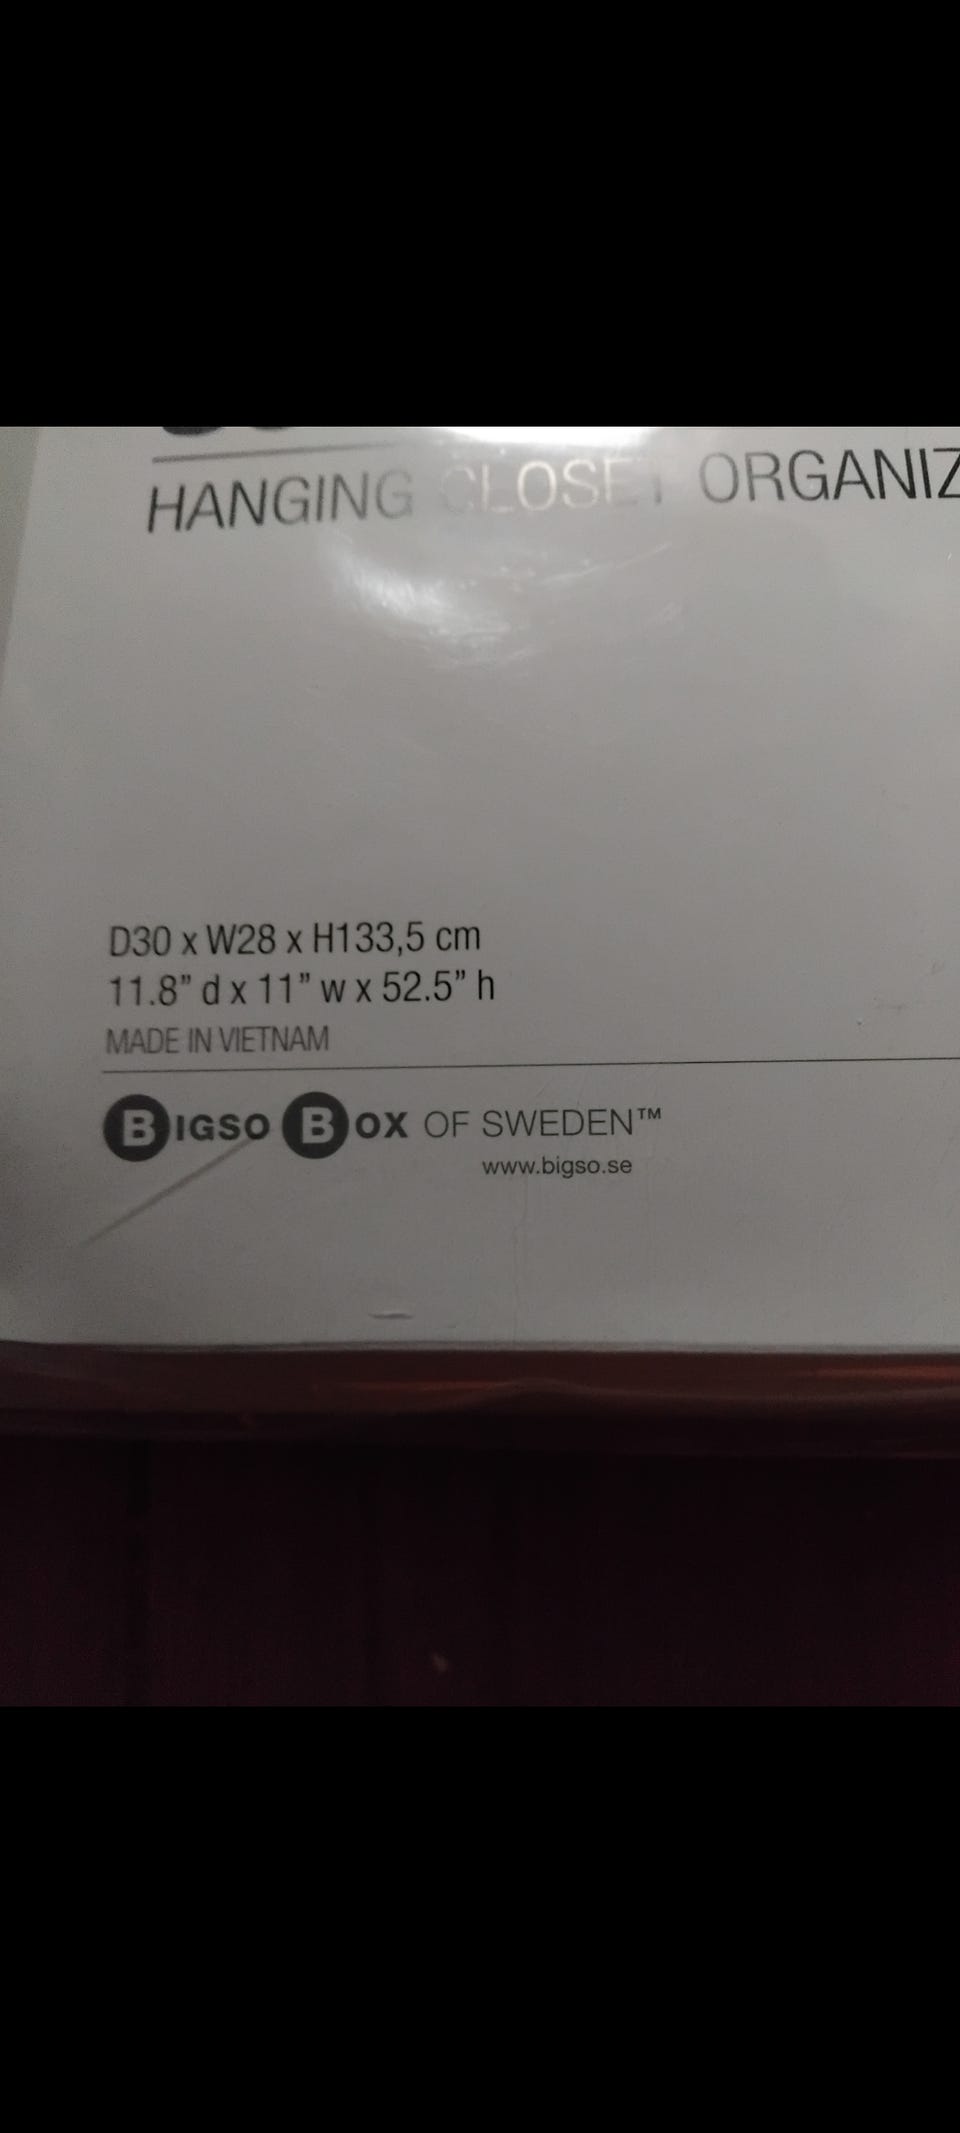 HANGING CLOSET ORGANIZ
D30 x W28 x H133,5 cm
11.8” d x 11” w x 52.5” h
MADE IN VIETNAM
BIGSO BOX OF SWEDEN™
www.bigso.se